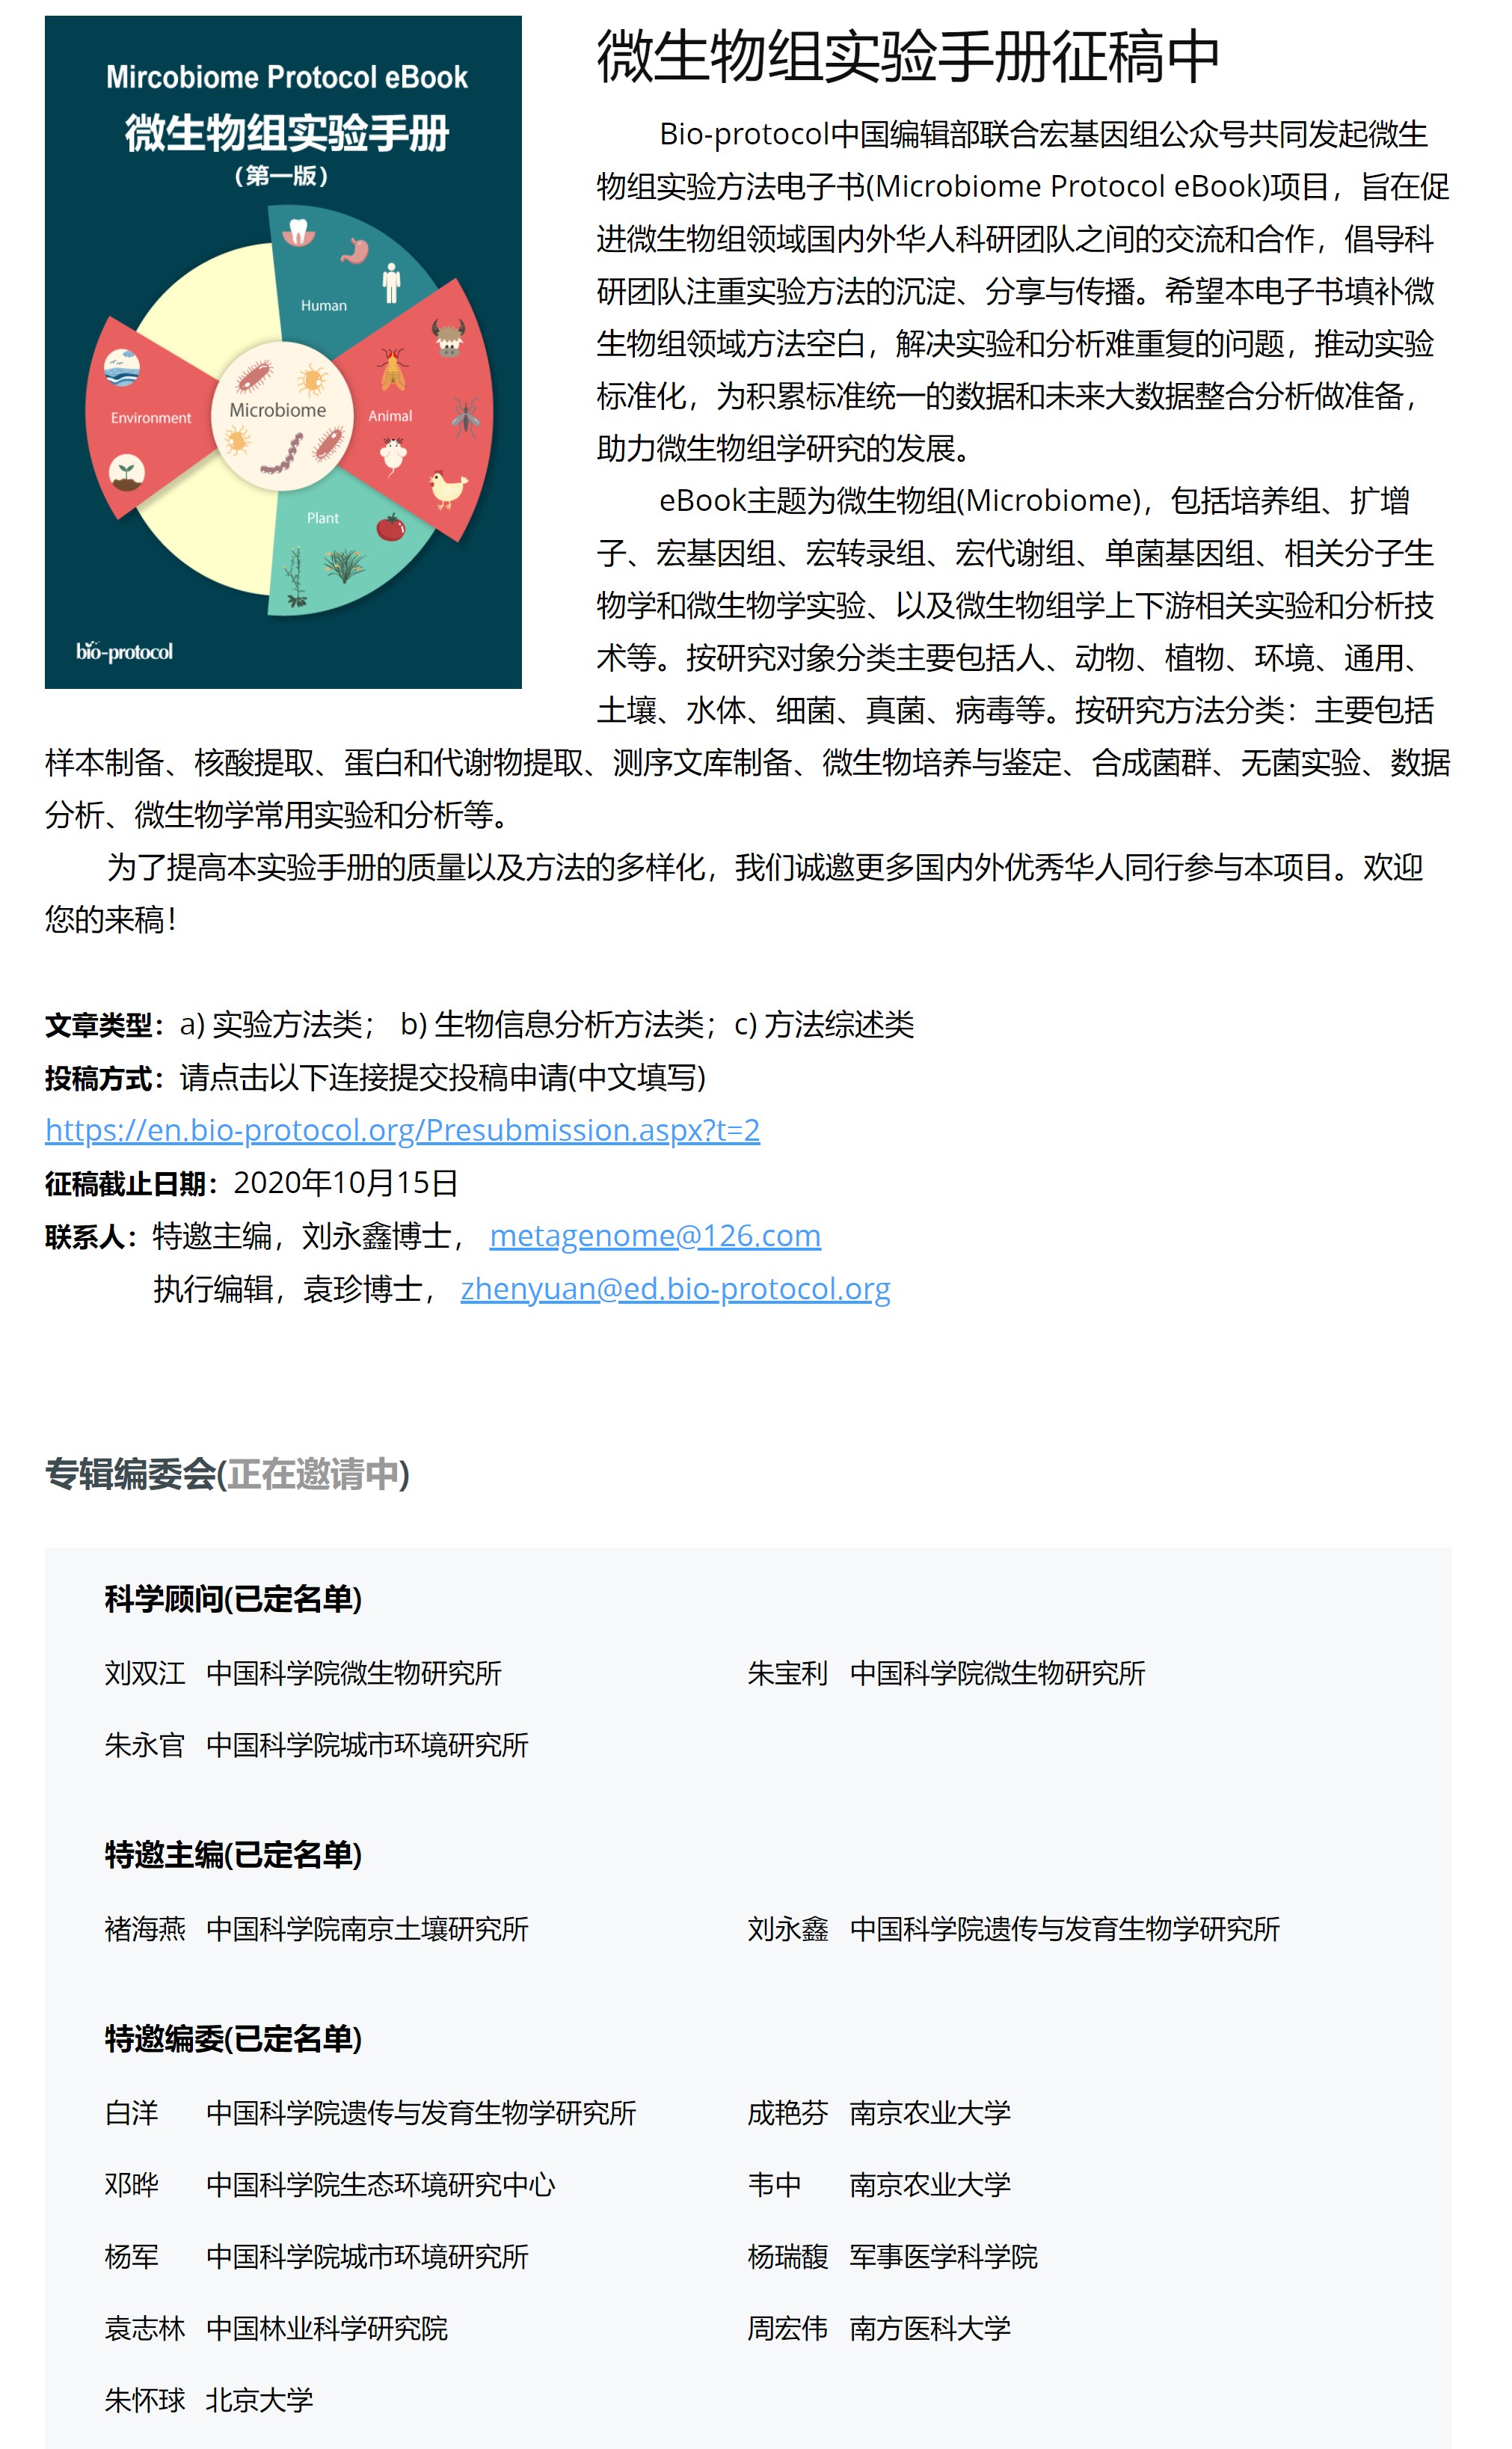 Mircobiome Protocol eBook
微生物组实验手册
（第一版）
Human
Environment
Microbiome
Animal
Plant
bio-protocol
微生物组实验手册征稿中
Bio-protocol中国编辑部联合宏基因组公众号共同发起微生
物组实验方法电子书(Microbiome Protocol eBook)项目，旨在促
进微生物组领域国内外华人科研团队之间的交流和合作，倡导科
研团队注重实验方法的沉淀、分享与传播。希望本电子书填补微
生物组领域方法空白，解决实验和分析难重复的问题，推动实验
标准化，为积累标准统一的数据和未来大数据整合分析做准备，
助力微生物组学研究的发展。
eBook主题为微生物组(Microbiome)，包括培养组、扩增
子、宏基因组、宏转录组、宏代谢组、单菌基因组、相关分子生
物学和微生物学实验、以及微生物组学上下游相关实验和分析技
术等。按研究对象分类主要包括人、动物、植物、环境、通用、
土壤、水体、细菌、真菌、病毒等。按研究方法分类：主要包括
样本制备、核酸提取、蛋白和代谢物提取、测序文库制备、微生物培养与鉴定、合成菌群、无菌实验、数据
分析、微生物学常用实验和分析等。
为了提高本实验手册的质量以及方法的多样化，我们诚邀更多国内外优秀华人同行参与本项目。欢迎
您的来稿！
文章类型：a) 实验方法类； b) 生物信息分析方法类；c) 方法综述类
投稿方式：请点击以下连接提交投稿申请(中文填写)
https://en.bio-protocol.org/Presubmission.aspx?t=2
征稿截止日期：2020年10月15日
联系人：特邀主编，刘永鑫博士， metagenome@126.com
执行编辑，袁珍博士， zhenyuan@ed.bio-protocol.org
专辑编委会(正在邀请中)
科学顾问(已定名单)
刘双江 中国科学院微生物研究所 朱宝利 中国科学院微生物研究所
朱永官 中国科学院城市环境研究所
特邀主编(已定名单)
褚海燕 中国科学院南京土壤研究所 刘永鑫 中国科学院遗传与发育生物学研究所
特邀编委(已定名单)
白洋 中国科学院遗传与发育生物学研究所 成艳芬 南京农业大学
邓晔 中国科学院生态环境研究中心 韦中 南京农业大学
杨军 中国科学院城市环境研究所 杨瑞馥 军事医学科学院
袁志林 中国林业科学研究院 周宏伟 南方医科大学
朱怀球 北京大学